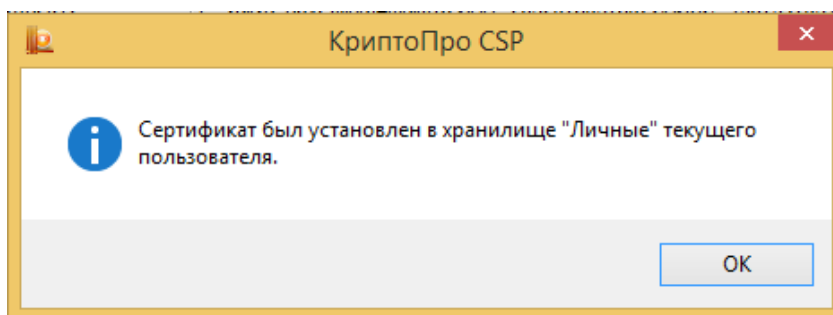 КриптоПро CSP
Сертификат был установлен в хранилище "Личные" текущего
пользователя.
OK